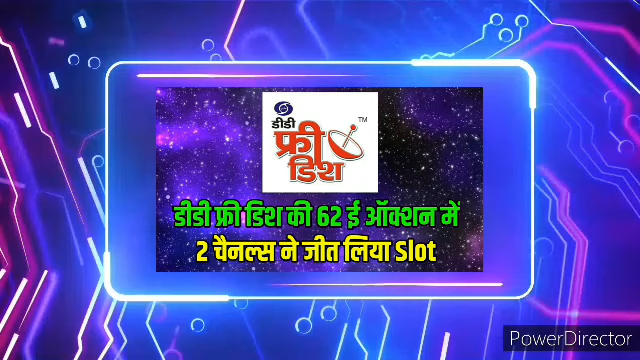 डीडी
फ्री
डिश
TM
डीडी फ्री डिश की 62 ई ऑक्शन में
2 चैनल्स ने जीत लिया Slot
PowerDirector